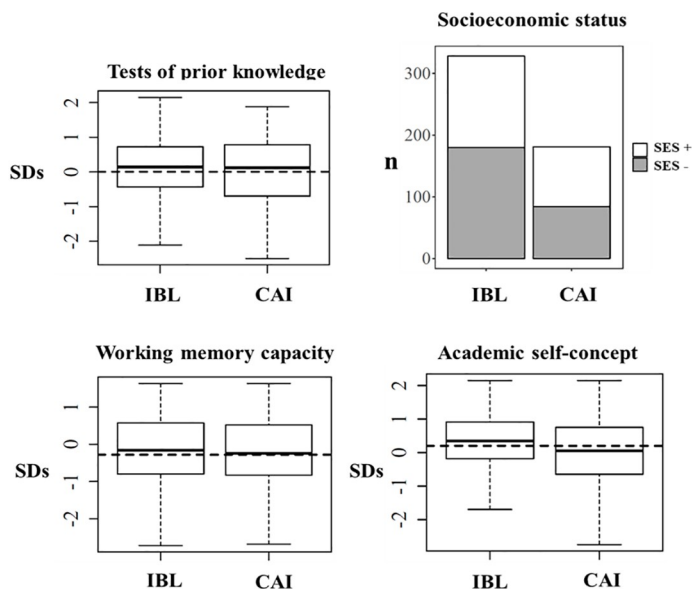 Tests of prior knowledge
SDs
2
1
0
-1
-2
IBL
CAI
Socioeconomic status
n
300
200
100
0
IBL
CAI
SES +
SES -
Working memory capacity
SDs
1
0
-1
-2
IBL
CAI
Academic self-concept
SDs
2
1
0
-1
-2
IBL
CAI